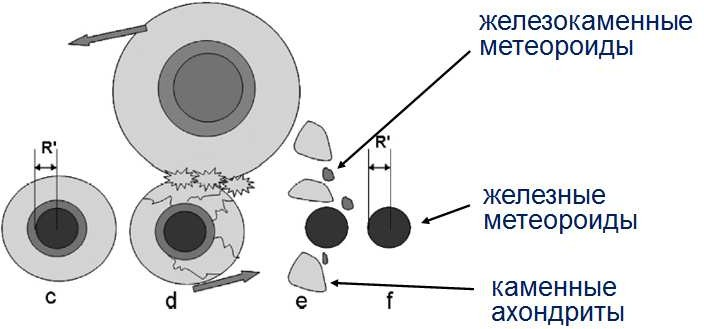 железокаменные
метеороиды
R'
R'
железные
метеороиды
каменные
ахондриты
c
d
e
f